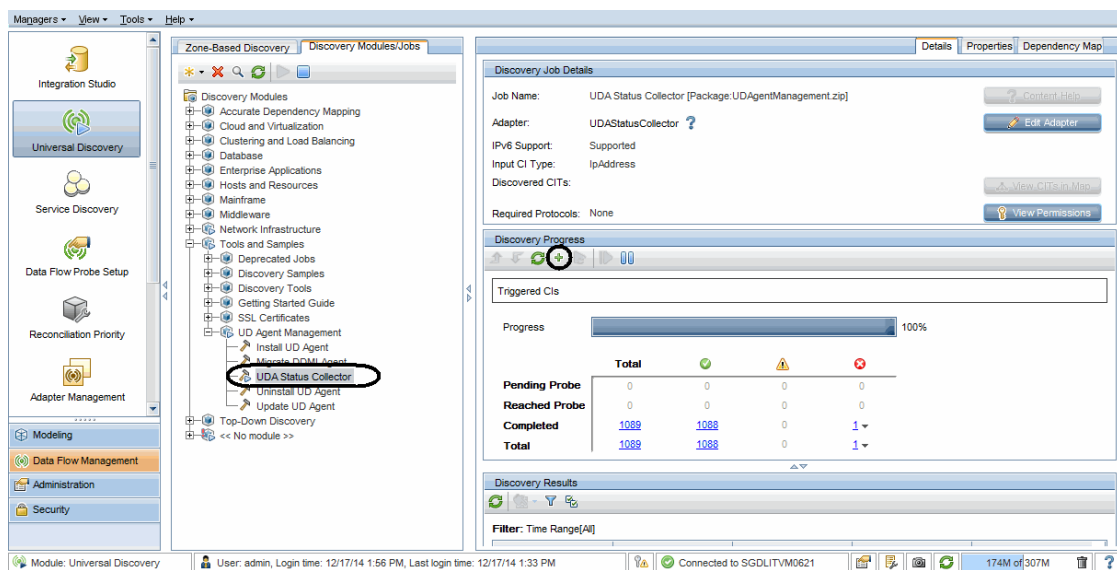 Managers View Tools Help
Integration Studio
Universal Discovery
Service Discovery
Data Flow Probe Setup
Reconciliation Priority
Adapter Management
Modeling
Data Flow Management
Administration
Security
Zone-Based Discovery Discovery Modules/Jobs
Discovery Modules
Accurate Dependency Mapping
Cloud and Virtualization
Clustering and Load Balancing
Database
Enterprise Applications
Hosts and Resources
Mainframe
Middleware
Network Infrastructure
Tools and Samples
Deprecated Jobs
Discovery Samples
Discovery Tools
Getting Started Guide
SSL Certificates
UD Agent Management
Install UD Agent
Migrate DDMI Agent
UDA Status Collector
Uninstall UD Agent
Update UD Agent
Top-Down Discovery
<< No module >>
Details Properties Dependency Map
Discovery Job Details
Job Name: UDA Status Collector [Package:UDAgentManagement.zip]
? Content Help
Adapter: UDAStatusCollector ?
Edit Adapter
IPv6 Support: Supported
Input CI Type: IpAddress
Discovered CITs:
View CITs in Map
Required Protocols: None
View Permissions
Discovery Progress
Triggered CIs
Progress 100%
Total
Pending Probe 0 0 0 0
Reached Probe 0 0 0 0
Completed 1089 1088 0 1
Total 1089 1088 0 1
Discovery Results
Filter: Time Range[All]
Module: Universal Discovery User: admin, Login time: 12/17/14 1:56 PM, Last login time: 12/17/14 1:33 PM Connected to SGDLITVM0621 174M of 307M ?